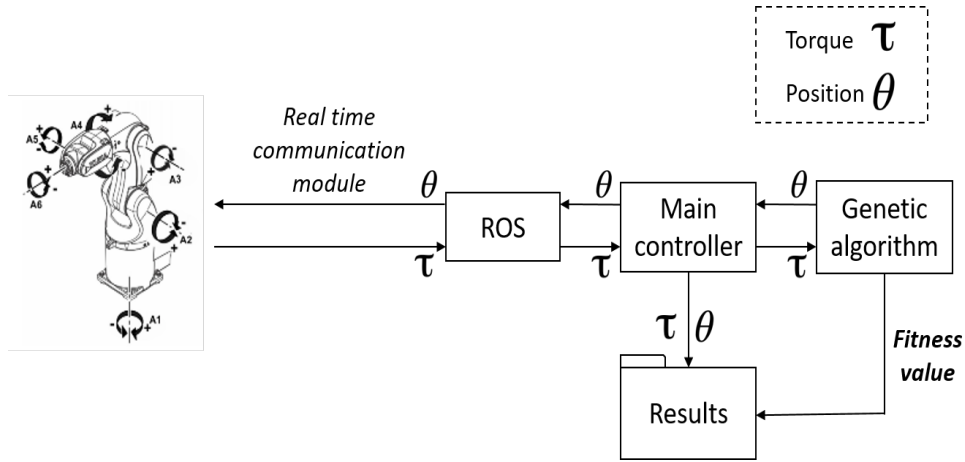 Torque τ
Position θ
Real time
communication
module
A4
+
A5
+
-
+
A6
-
-
A3
+
-
A2
+
-
+
A1
θ
θ
θ
ROS
Main
controller
Genetic
algorithm
τ
τ
τ
τ θ
Fitness
value
Results